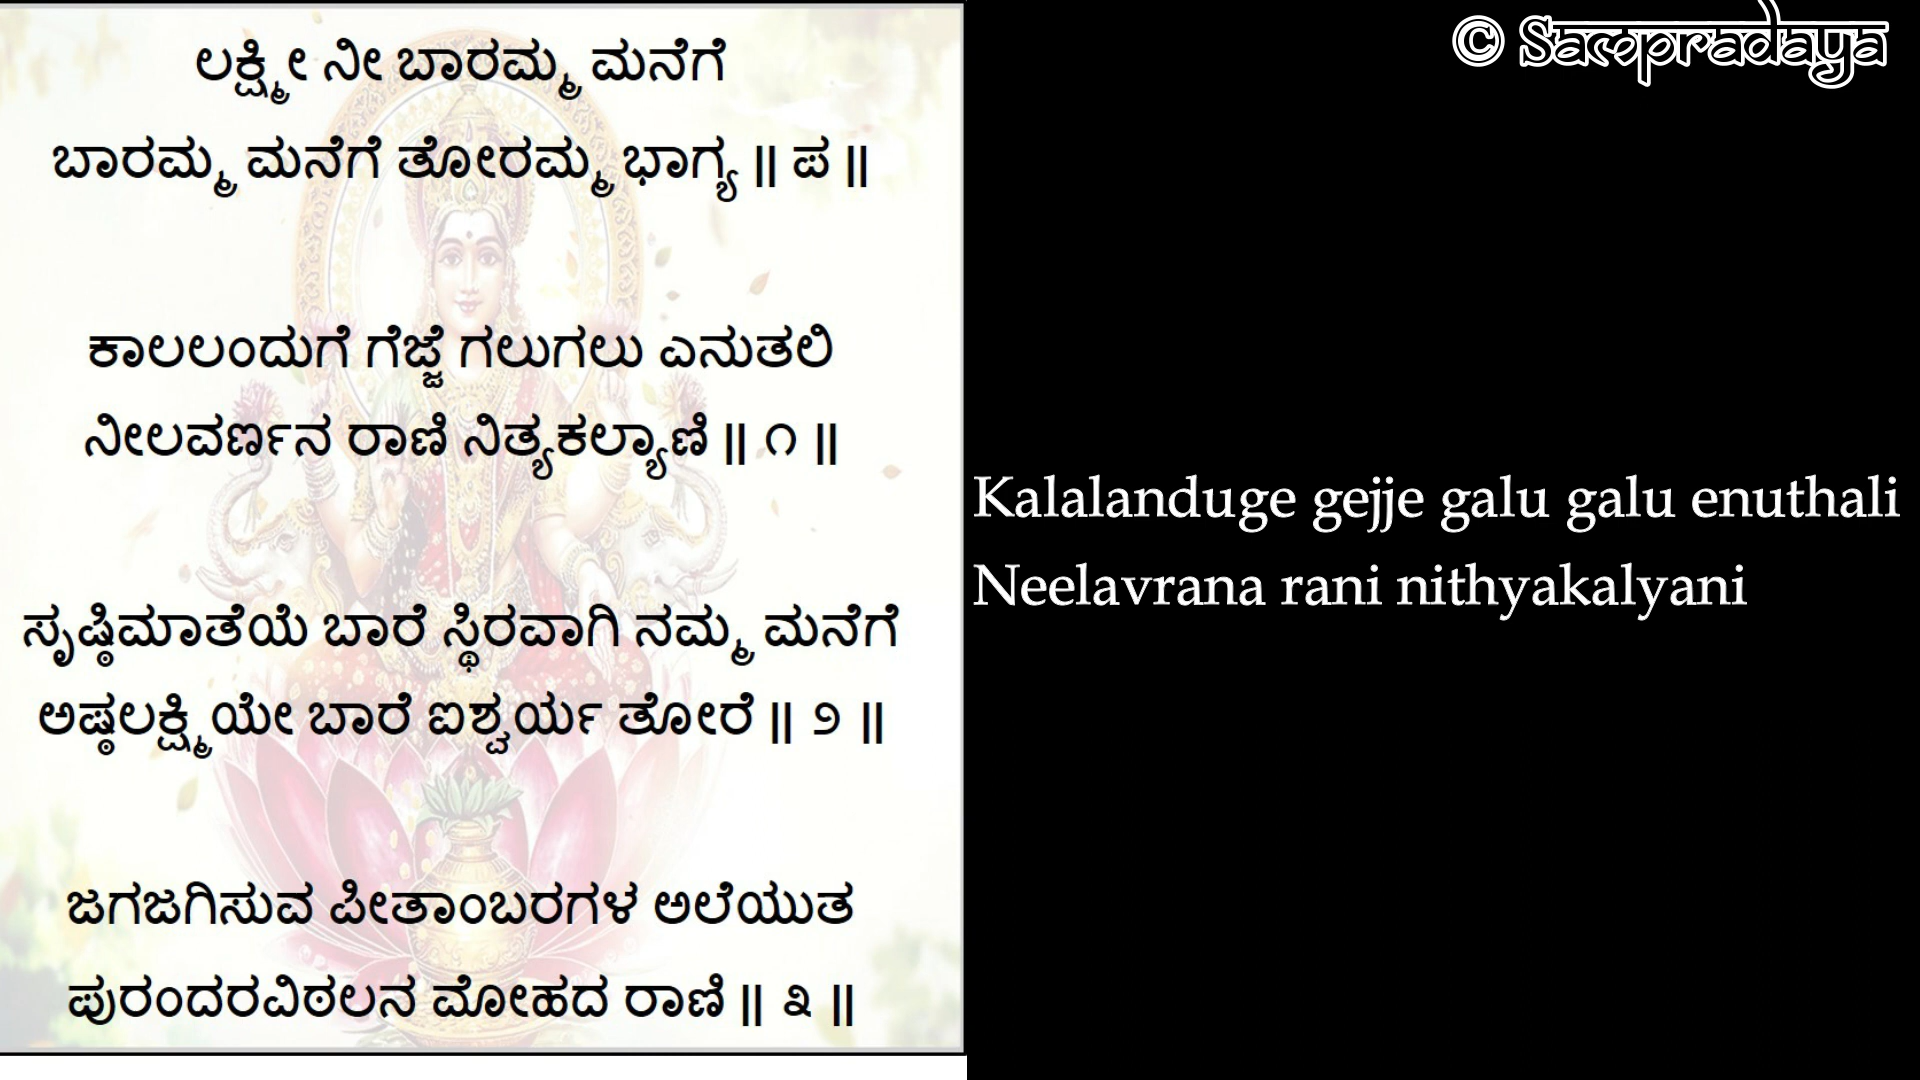 ಲಕ್ಷ್ಮೀ ನೀ ಬಾರಮ್ಮ ಮನೆಗೆ
ಬಾರಮ್ಮ ಮನೆಗೆ ತೋರಮ್ಮ ಭಾಗ್ಯ || ಪ ||
ಕಾಲಲಂದುಗೆ ಗೆಜ್ಜೆ ಗಲುಗಲು ಎನುತಲಿ
ನೀಲವರ್ಣನ ರಾಣಿ ನಿತ್ಯಕಲ್ಯಾಣಿ || ೧ ||
ಸೃಷ್ಠಿಮಾತೆಯೆ ಬಾರೆ ಸ್ಥಿರವಾಗಿ ನಮ್ಮ ಮನೆಗೆ
ಅಷ್ಠಲಕ್ಷ್ಮಿಯೇ ಬಾರೆ ಐಶ್ವರ್ಯ ತೋರೆ || ೨ ||
ಜಗಜಗಿಸುವ ಪೀತಾಂಬರಗಳ ಅಲೆಯುತ
ಪುರಂದರವಿಠಲನ ಮೋಹದ ರಾಣಿ || ೩ ||
© Sampradaya
Kalalanduge gejje galu galu enuthali
Neelavrana rani nithyakalyani